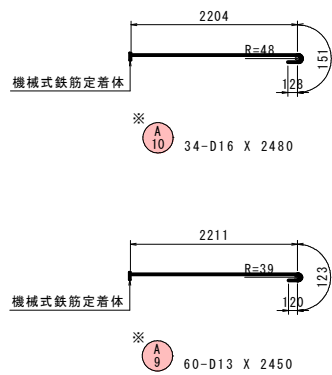 2204
R=48
151
128
機械式鉄筋定着体
※
A
10
34-D16 X 2480
2211
R=39
123
120
機械式鉄筋定着体
※
A
9
60-D13 X 2450